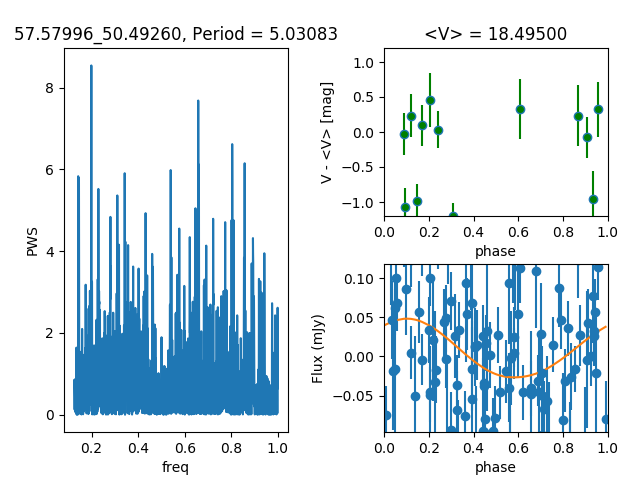 57.57996_50.49260, Period = 5.03083
<V> = 18.49500
PWS
8
6
4
2
0
0.2 0.4 0.6 0.8 1.0
freq
V - <V> [mag]
1.0
0.5
0.0
−0.5
−1.0
0.0 0.2 0.4 0.6 0.8 1.0
phase
Flux (mJy)
0.10
0.05
0.00
−0.05
0.0 0.2 0.4 0.6 0.8 1.0
phase